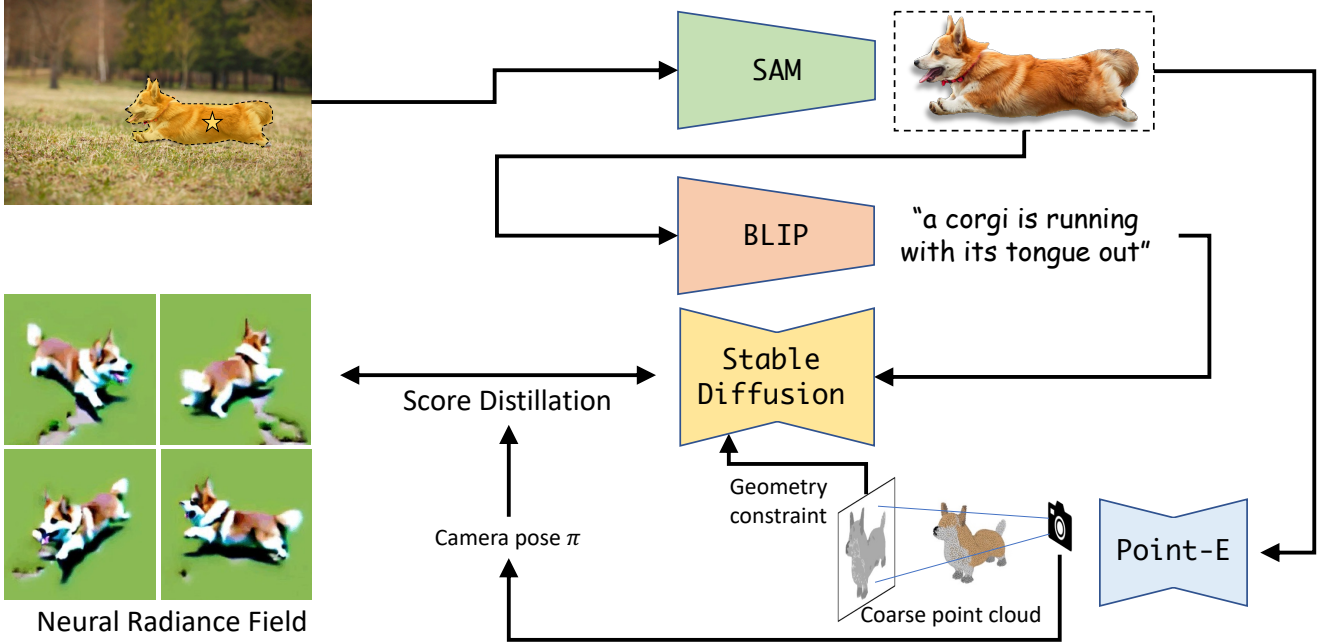 SAM
BLIP
“a corgi is running
with its tongue out”
Stable
Diffusion
Score Distillation
Geometry
constraint
Camera pose π
Point-E
Coarse point cloud
Neural Radiance Field